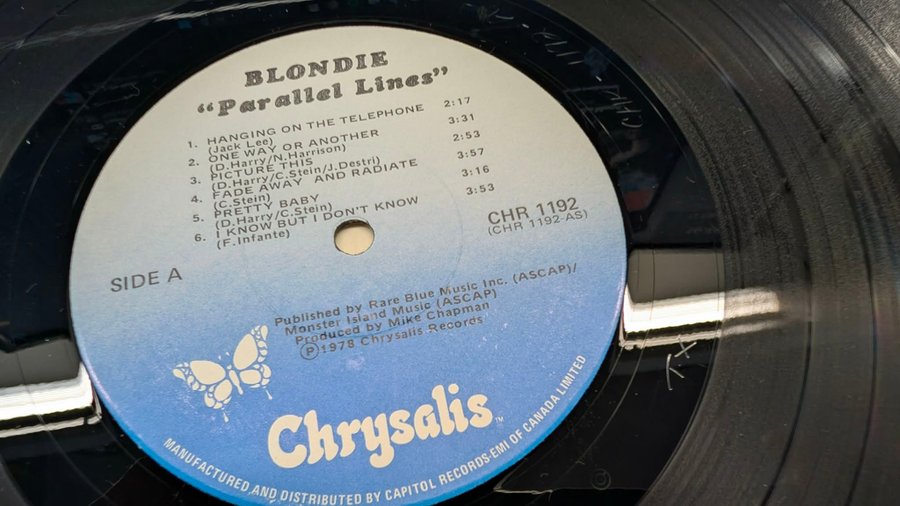 BLONDIE
"Parallel Lines"
1. HANGING ON THE TELEPHONE 2:17
(Jack Lee)
2. ONE WAY OR ANOTHER 3:31
(D.Harry/N.Harrison)
3. PICTURE THIS 2:53
(D.Harry/C.Stein/J.Destri)
4. FADE AWAY AND RADIATE 3:57
(C.Stein)
5. PRETTY BABY 3:16
(D.Harry/C.Stein)
6. I KNOW BUT I DON'T KNOW 3:53
(F.Infante)
CHR 1192
(CHR 1192-AS)
SIDE A
Published by Rare Blue Music Inc. (ASCAP)/
Monster Island Music (ASCAP)
Produced by Mike Chapman
Ⓟ1978 Chrysalis Records
Chrysalis™
MANUFACTURED AND DISTRIBUTED BY CAPITOL RECORDS-EMI OF CANADA LIMITED